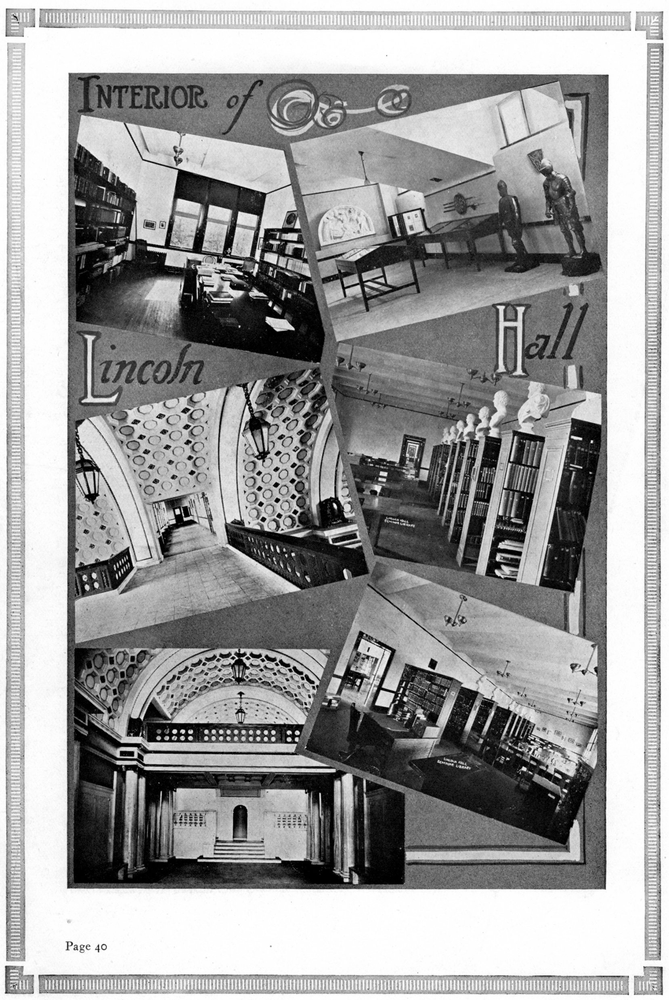 INTERIOR of
Lincoln
Hall
LINCOLN HALL
SEMINAR LIBRARY
LINCOLN HALL
SEMINAR LIBRARY
Page 40